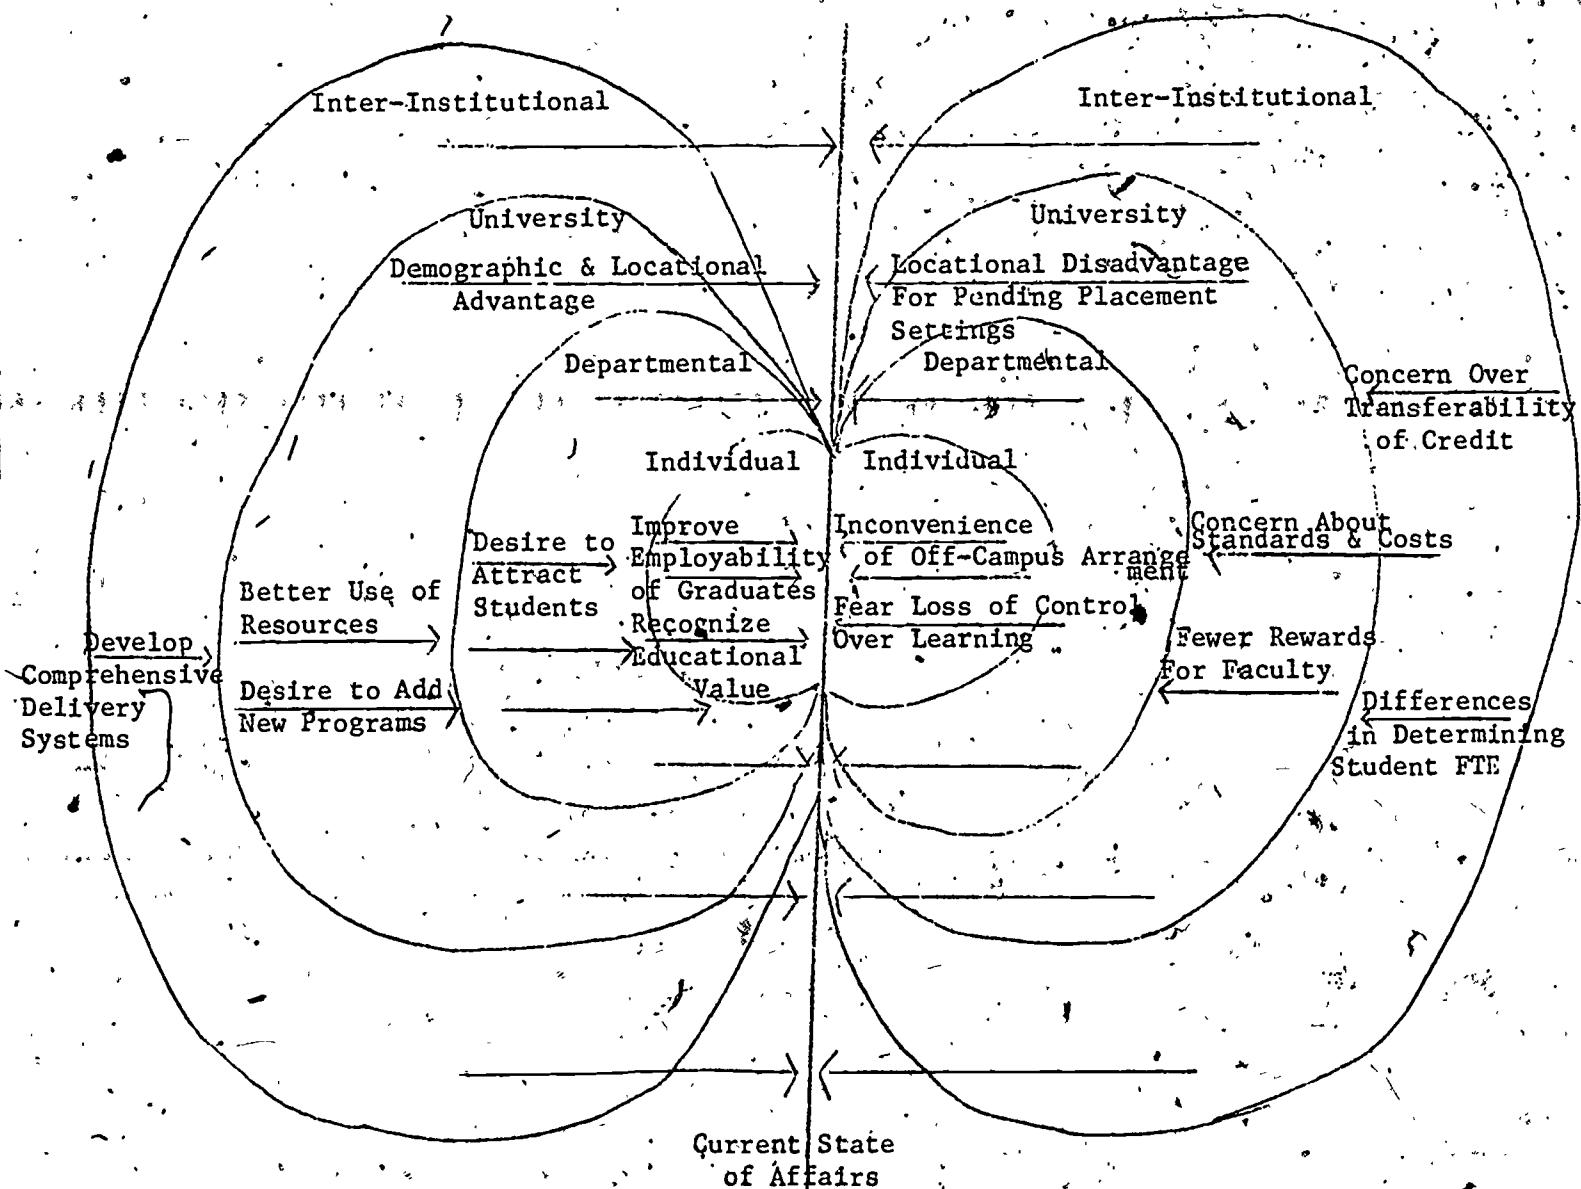 Inter-Institutional
Inter-Institutional
University
University
Demographic & Locational
Advantage
Locational Disadvantage
For Pending Placement
Settings
Departmental
Departmental
Concern Over
Transferability
of Credit
Individual
Individual
Improve
Employability
of Graduates
Recognize
Educational
Value
Inconvenience
of Off-Campus Arrange
ment
Fear Loss of Control
Over Learning
Concern About
Standards & Costs
Desire to
Attract
Students
Better Use of
Resources
Desire to Add
New Programs
Develop
Comprehensive
Delivery
Systems
Fewer Rewards
For Faculty
Differences
in Determining
Student FTE
Current State
of Affairs